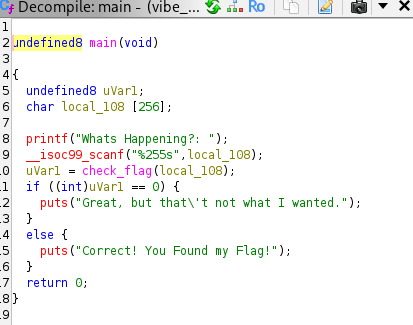 Decompile: main - (vibe_... Ro
1
2 undefined8 main(void)
3
4 {
5 undefined8 uVar1;
6 char local_108 [256];
7
8 printf("Whats Happening?: ");
9 __isoc99_scanf("%255s",local_108);
10 uVar1 = check_flag(local_108);
11 if ((int)uVar1 == 0) {
12 puts("Great, but that\'t not what I wanted.");
13 }
14 else {
15 puts("Correct! You Found my Flag!");
16 }
17 return 0;
18 }
19